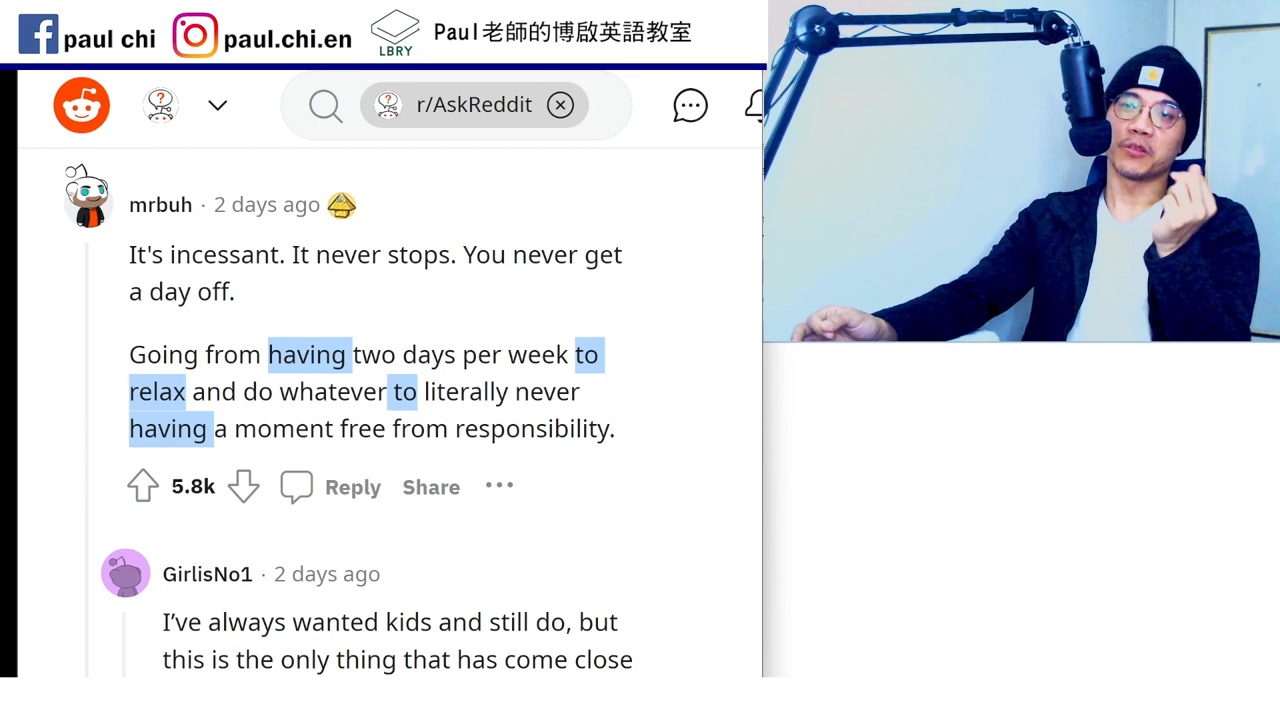 paul chi
paul.chi.en
LBRY
Paul老師的博啟英語教室
r/AskReddit
mrbuh · 2 days ago
It's incessant. It never stops. You never get
a day off.
Going from having two days per week to
relax and do whatever to literally never
having a moment free from responsibility.
5.8k Reply Share ···
GirlisNo1 · 2 days ago
I’ve always wanted kids and still do, but
this is the only thing that has come close